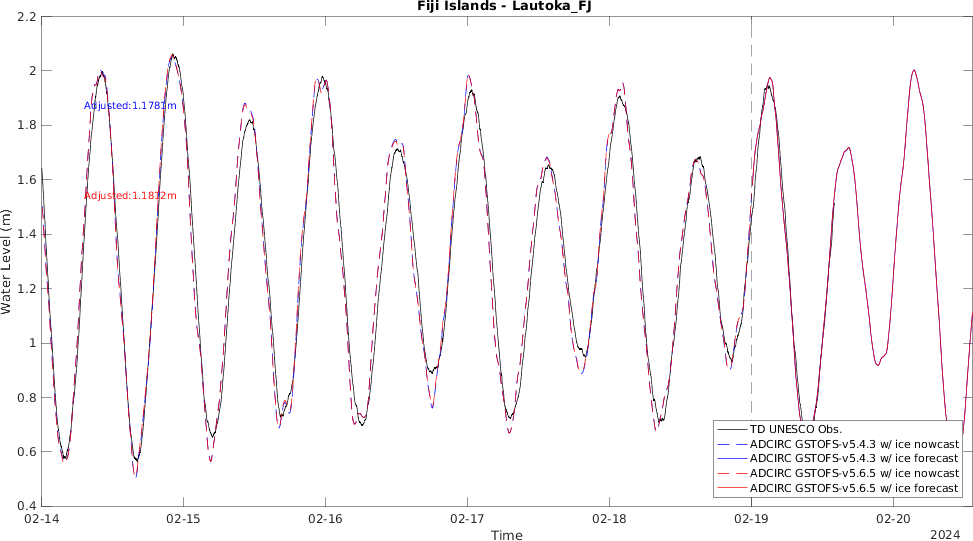 Fiji Islands - Lautoka_FJ
2.2
2
1.8
1.6
1.4
1.2
1
0.8
0.6
0.4
Water Level (m)
Adjusted:1.1781m
Adjusted:1.1812m
TD UNESCO Obs.
ADCIRC GSTOFS-v5.4.3 w/ ice nowcast
ADCIRC GSTOFS-v5.4.3 w/ ice forecast
ADCIRC GSTOFS-v5.6.5 w/ ice nowcast
ADCIRC GSTOFS-v5.6.5 w/ ice forecast
02-14 02-15 02-16 02-17 02-18 02-19 02-20
Time
2024